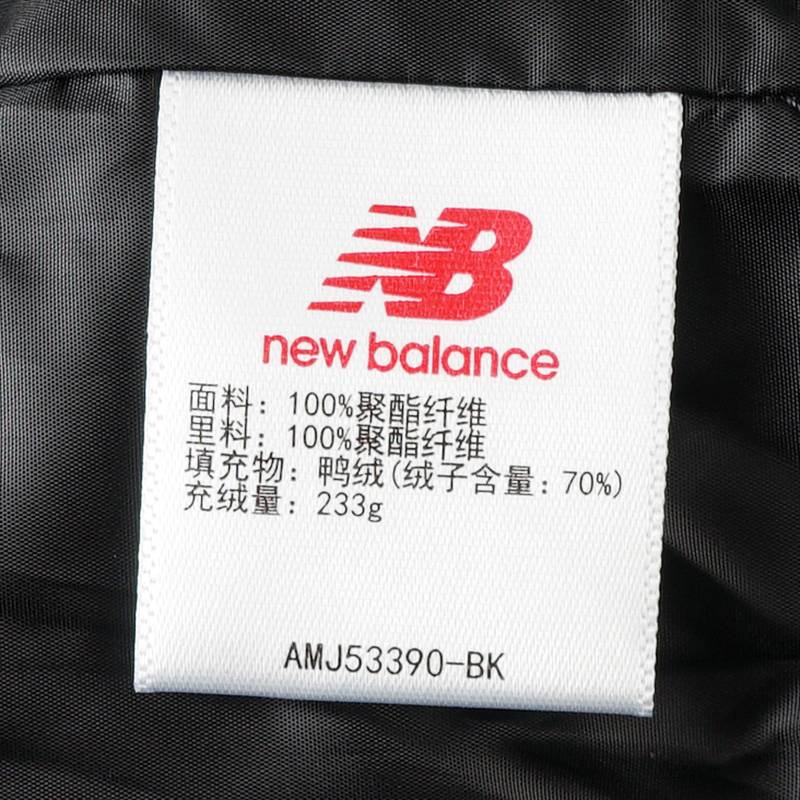 NB
new balance
面料：100%聚酯纤维
里料：100%聚酯纤维
填充物：鸭绒(绒子含量：70%)
充绒量：233g
AMJ53390-BK